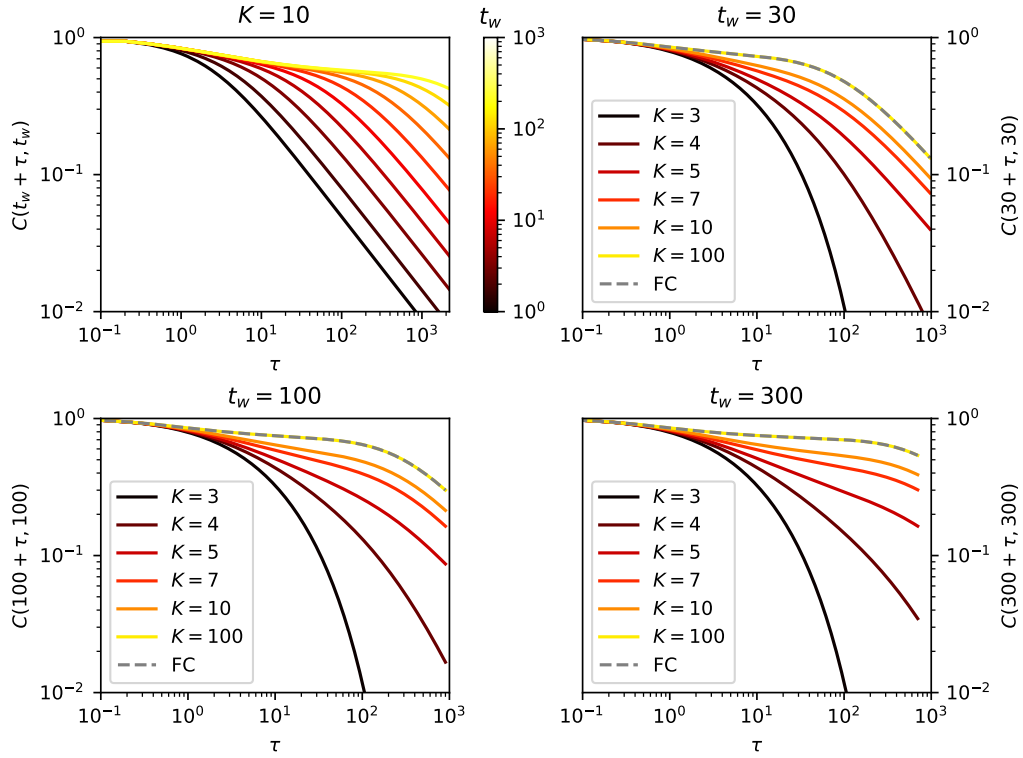 K = 10
t_w
t_w = 30
10^0
10^{-1}
10^{-2}
C(t_w + τ, t_w)
10^{-1}
10^0
10^1
10^2
10^3
τ
10^3
10^2
10^1
10^0
K = 3
K = 4
K = 5
K = 7
K = 10
K = 100
FC
10^{-1}
10^0
10^1
10^2
10^3
τ
10^0
10^{-1}
10^{-2}
C(30 + τ, 30)
t_w = 100
10^0
10^{-1}
10^{-2}
C(100 + τ, 100)
K = 3
K = 4
K = 5
K = 7
K = 10
K = 100
FC
10^{-1}
10^0
10^1
10^2
10^3
τ
t_w = 300
K = 3
K = 4
K = 5
K = 7
K = 10
K = 100
FC
10^{-1}
10^0
10^1
10^2
10^3
τ
10^0
10^{-1}
10^{-2}
C(300 + τ, 300)